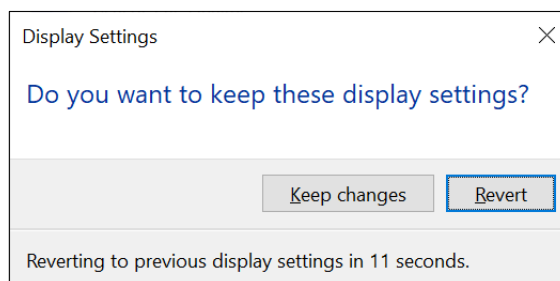 Display Settings
Do you want to keep these display settings?
Keep changes
Revert
Reverting to previous display settings in 11 seconds.